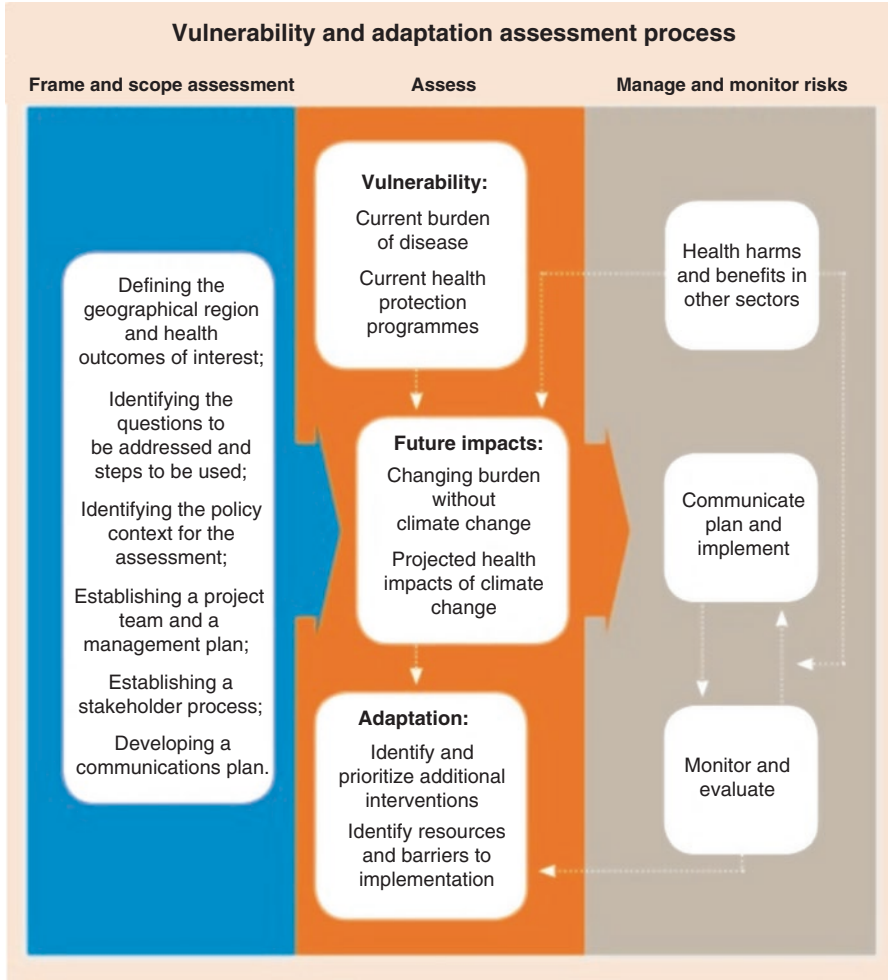 Vulnerability and adaptation assessment process
Frame and scope assessment
Assess
Manage and monitor risks
Defining the
geographical region
and health
outcomes of interest;
Identifying the
questions to
be addressed and
steps to be used;
Identifying the policy
context for the
assessment;
Establishing a project
team and a
management plan;
Establishing a
stakeholder process;
Developing a
communications plan.
Vulnerability:
Current burden
of disease
Current health
protection
programmes
Future impacts:
Changing burden
without
climate change
Projected health
impacts of climate
change
Adaptation:
Identify and
prioritize additional
interventions
Identify resources
and barriers to
implementation
Health harms
and benefits in
other sectors
Communicate
plan and
implement
Monitor and
evaluate